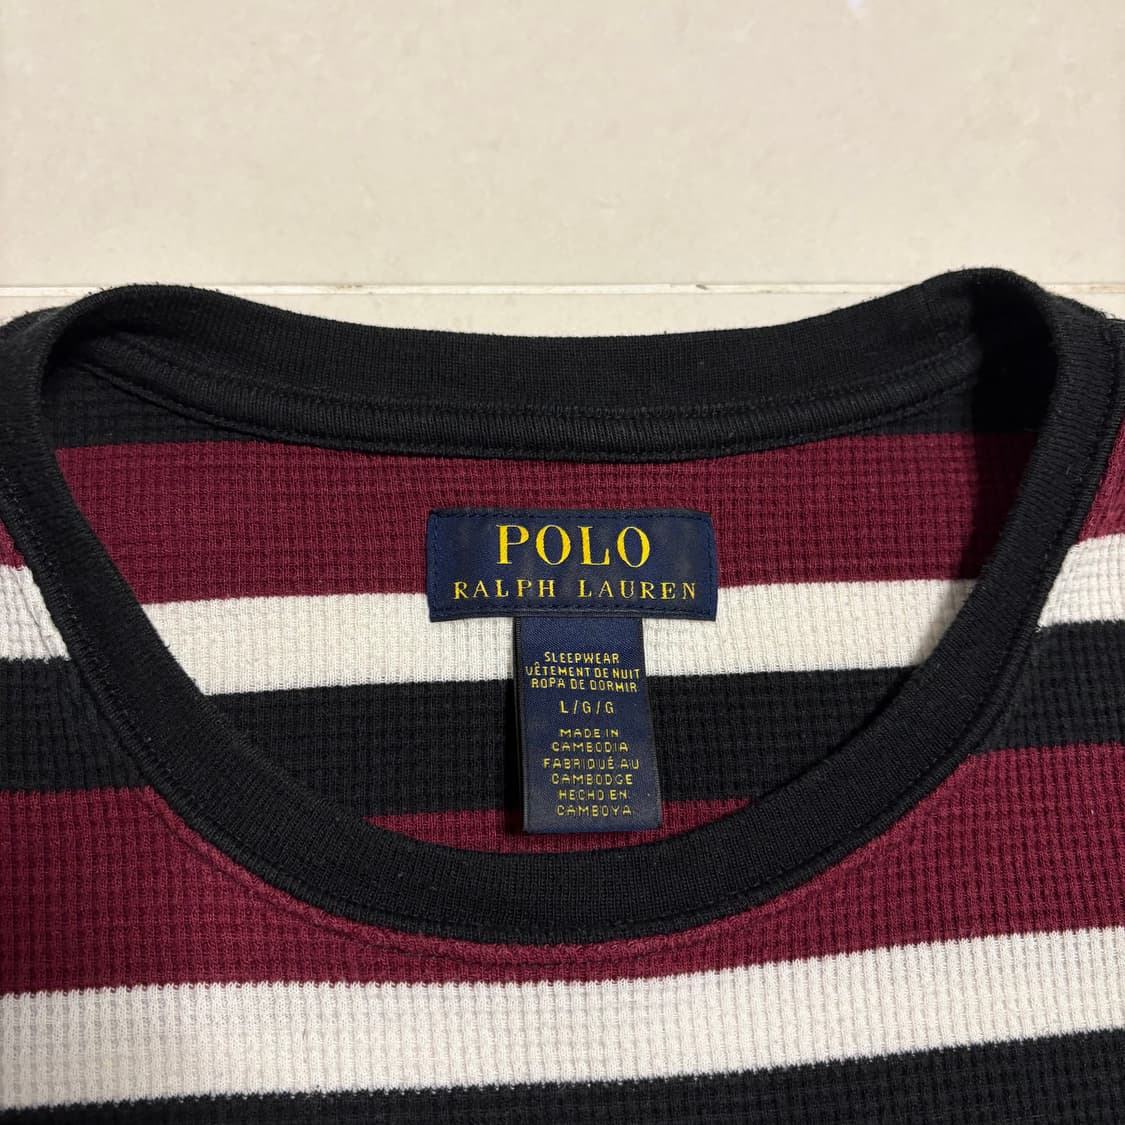 POLO
RALPH LAUREN
SLEEPWEAR
VÊTEMENT DE NUIT
ROPA DE DORMIR
L/G/G
MADE IN
CAMBODIA
FABRIQUÉ AU
CAMBODGE
HECHO EN
CAMBOYA